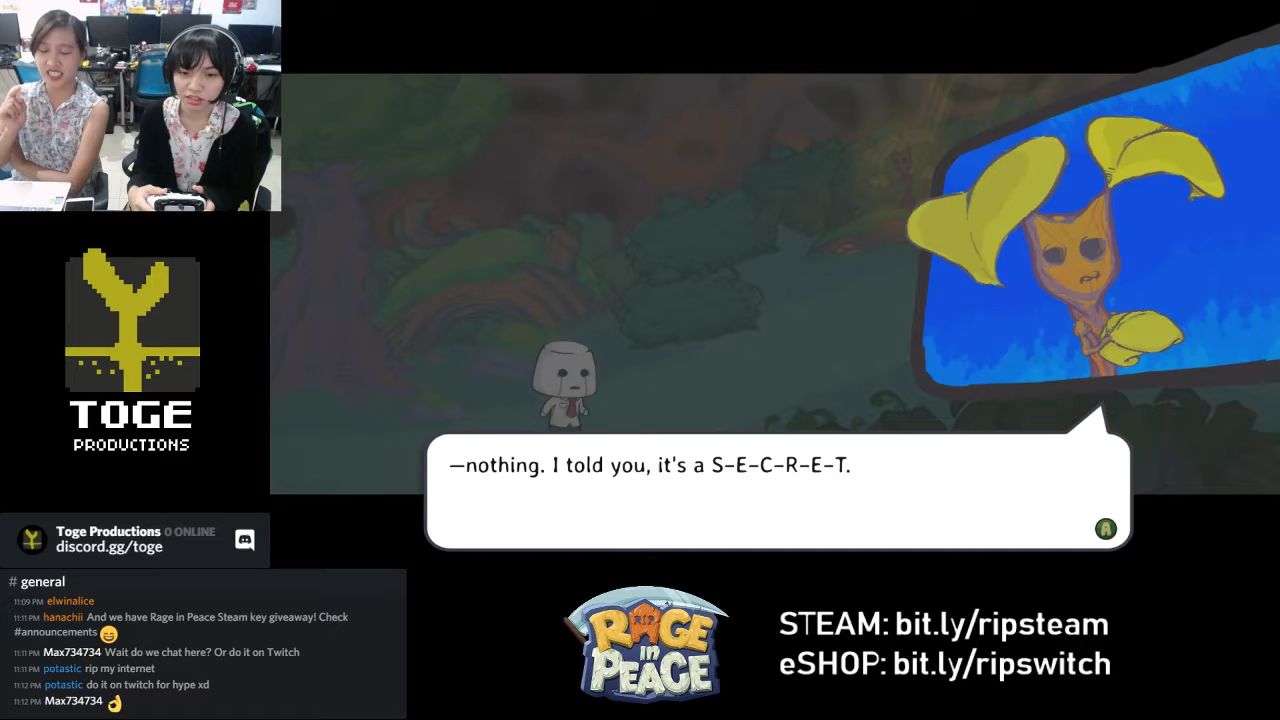 —nothing. I told you, it's a S-E-C-R-E-T.
A
TOGE
PRODUCTIONS
Toge Productions 0 ONLINE
discord.gg/toge
# general
11:09 PM elwinalice
11:11 PM hanachii And we have Rage in Peace Steam key giveaway! Check
#announcements
11:11 PM Max734734 Wait do we chat here? Or do it on Twitch
11:11 PM potastic rip my internet
11:12 PM potastic do it on twitch for hype xd
11:12 PM Max734734
RIP
RAGE
in
PEACE
STEAM: bit.ly/ripsteam
eSHOP: bit.ly/ripswitch